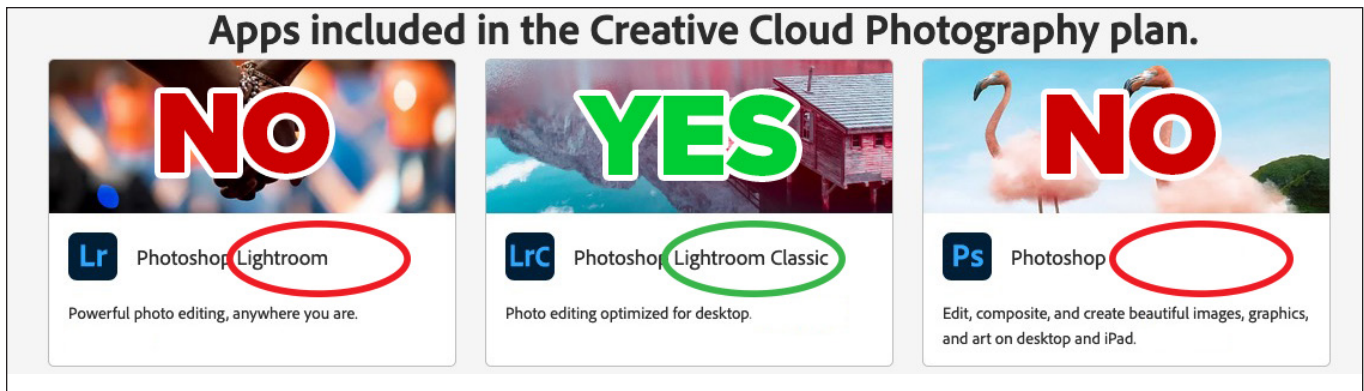 Apps included in the Creative Cloud Photography plan.
NO
Lr Photoshop Lightroom
Powerful photo editing, anywhere you are.
YES
LrC Photoshop Lightroom Classic
Photo editing optimized for desktop.
NO
Ps Photoshop
Edit, composite, and create beautiful images, graphics,
and art on desktop and iPad.